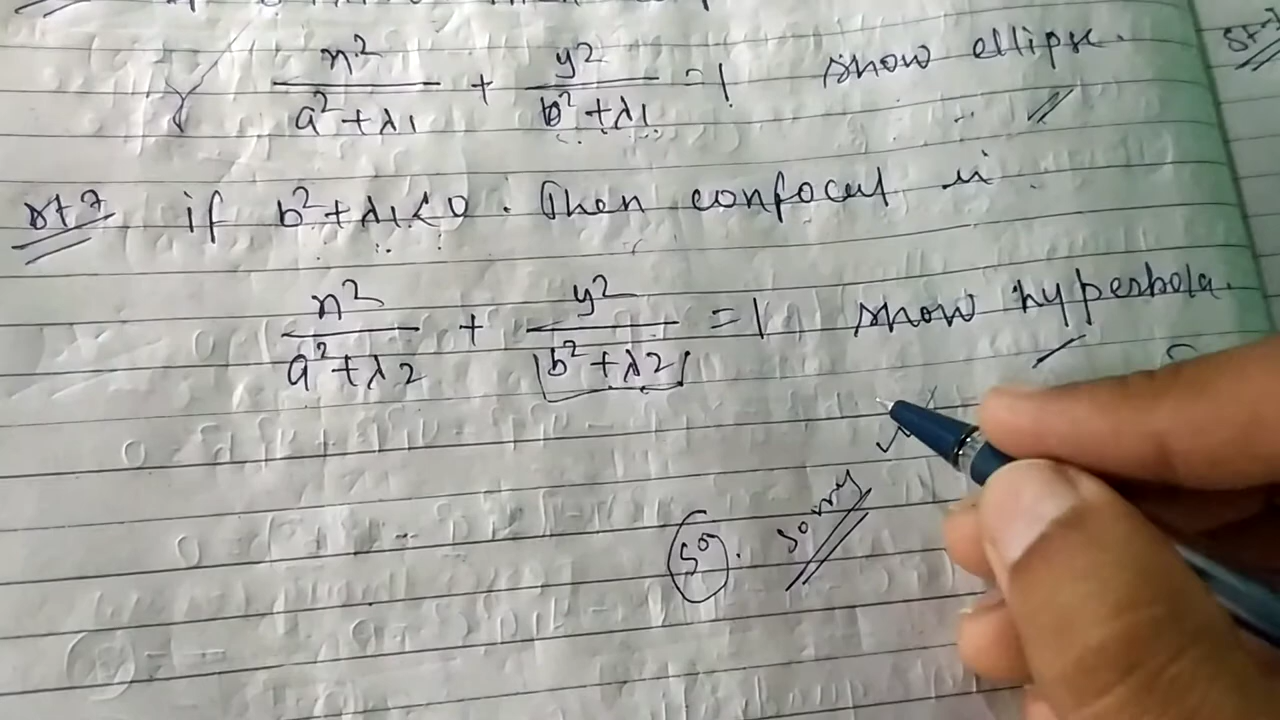 x²/(a²+λ1) + y²/(b²+λ1) = 1 show ellipse.
st 7 if b²+λ1<0. Then confocal is
x²/(a²+λ2) + y²/(b²+λ2) = 1 show hyperbola.
so.